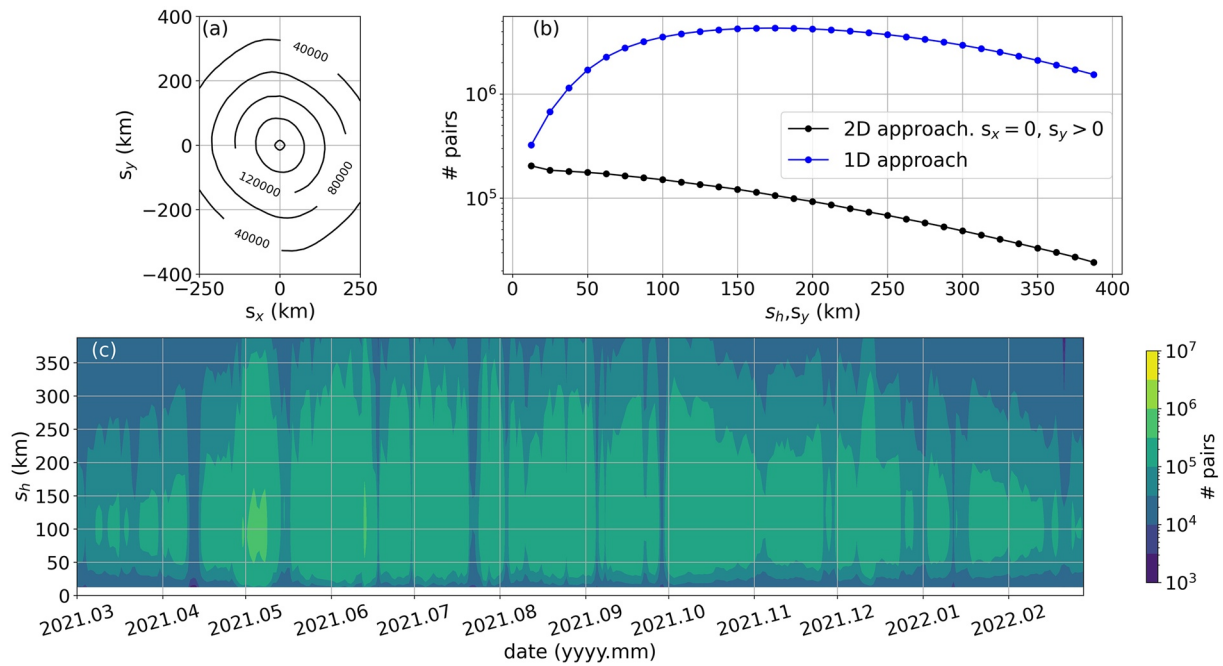 (a)
400
200
0
−200
−400
−250
0
250
s_y (km)
s_x (km)
40000
120000
80000
40000
(b)
10^6
10^5
# pairs
2D approach. s_x = 0, s_y > 0
1D approach
0 50 100 150 200 250 300 350 400
s_h,s_y (km)
(c)
350
300
250
200
150
100
50
0
s_h (km)
2021.03 2021.04 2021.05 2021.06 2021.07 2021.08 2021.09 2021.10 2021.11 2021.12 2022.01 2022.02
date (yyyy.mm)
10^7
10^6
10^5
10^4
10^3
# pairs